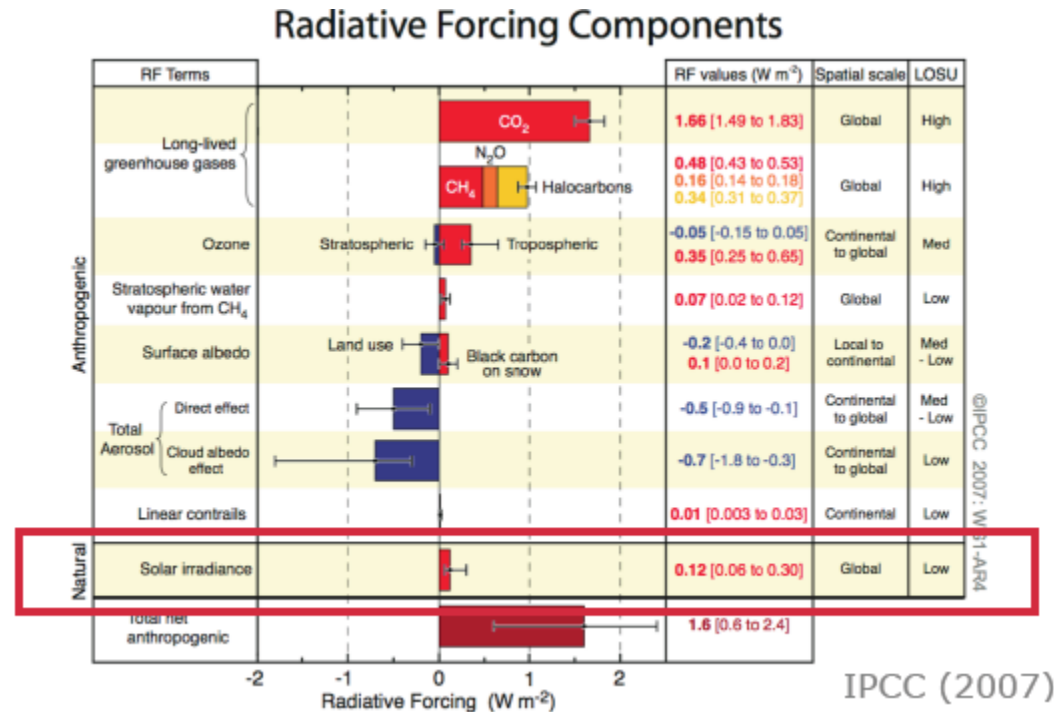 Radiative Forcing Components
RF Terms
RF values (W m-2)
Spatial scale
LOSU
Anthropogenic
Long-lived
greenhouse gases
CO2
1.66 [1.49 to 1.83]
Global
High
N2O
CH4
Halocarbons
0.48 [0.43 to 0.53]
0.16 [0.14 to 0.18]
0.34 [0.31 to 0.37]
Global
High
Ozone
Stratospheric
Tropospheric
-0.05 [-0.15 to 0.05]
0.35 [0.25 to 0.65]
Continental
to global
Med
Stratospheric water
vapour from CH4
0.07 [0.02 to 0.12]
Global
Low
Surface albedo
Land use
Black carbon
on snow
-0.2 [-0.4 to 0.0]
0.1 [0.0 to 0.2]
Local to
continental
Med
- Low
Total
Aerosol
Direct effect
-0.5 [-0.9 to -0.1]
Continental
to global
Med
- Low
Cloud albedo
effect
-0.7 [-1.8 to -0.3]
Continental
to global
Low
Linear contrails
0.01 [0.003 to 0.03]
Continental
Low
Natural
Solar irradiance
0.12 [0.06 to 0.30]
Global
Low
Total net
anthropogenic
1.6 [0.6 to 2.4]
-2 -1 0 1 2
Radiative Forcing (W m-2)
©IPCC 2007: WG1-AR4
IPCC (2007)